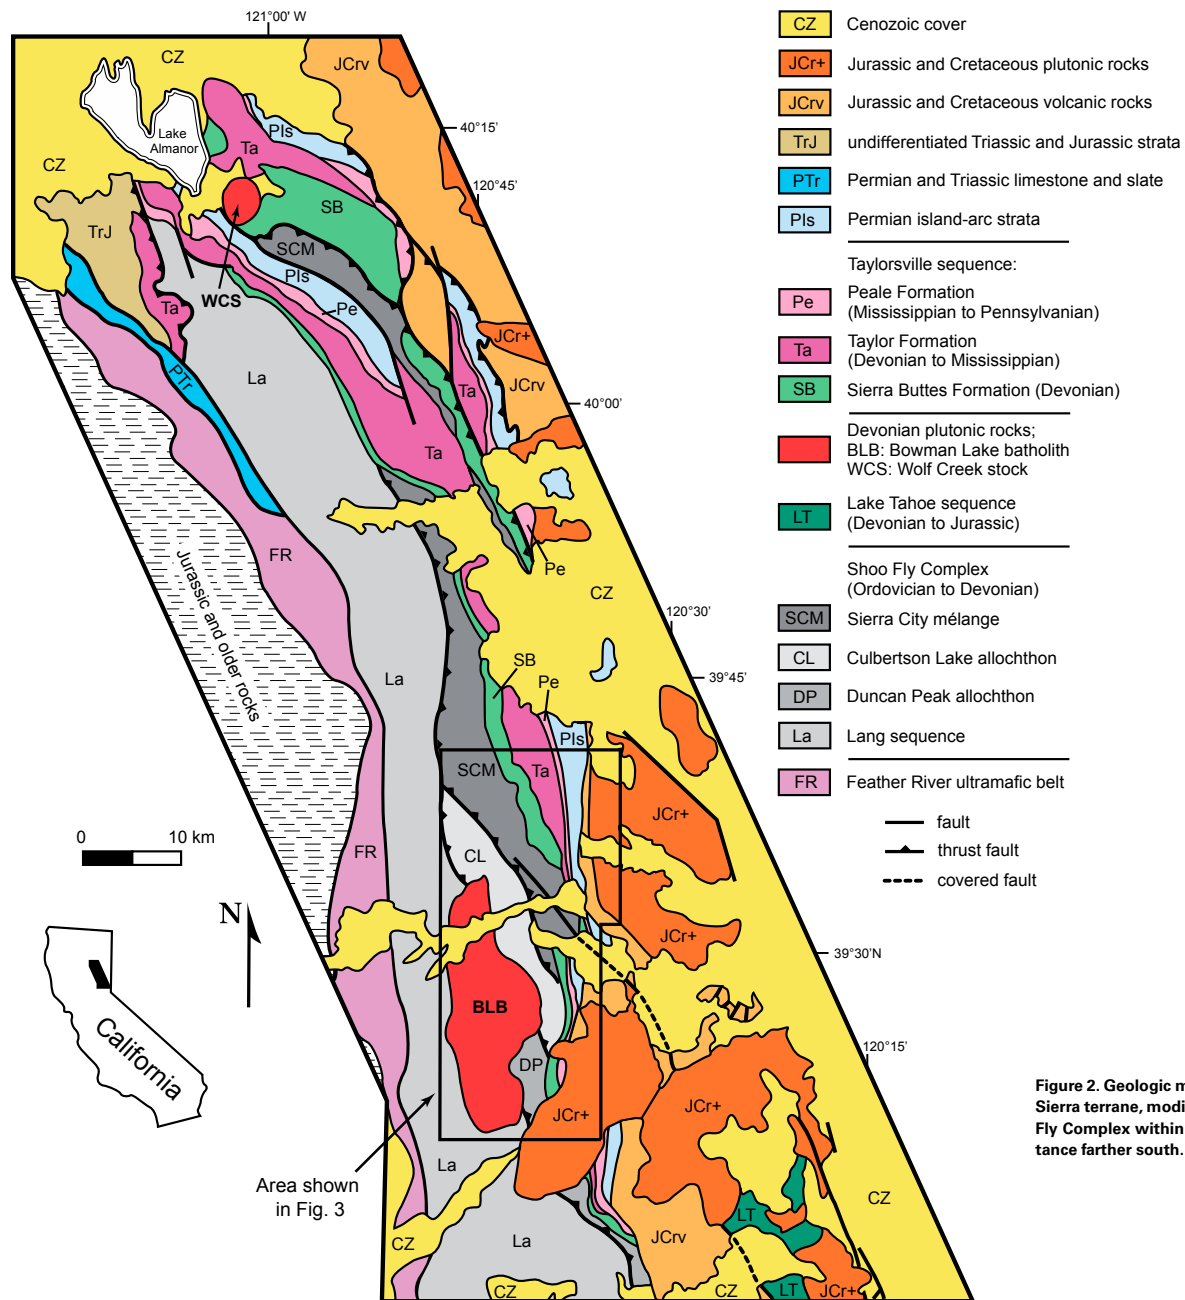 121°00' W
CZ
JCrv
PIs
40°15'
Lake
Almanor
Ta
CZ
120°45'
SB
TrJ
SCM
PIs
WCS
Pe
Ta
JCr+
PTr
La
JCrv
Ta
40°00'
Ta
FR
Pe
Jurassic and older rocks
CZ
120°30'
SB
La
Pe
39°45'
PIs
SCM
Ta
JCr+
0 10 km
FR
CL
N
JCr+
39°30'N
BLB
California
120°15'
DP
JCr+
JCr+
La
Area shown
in Fig. 3
CZ
LT
CZ
La
JCrv
CZ
CZ
LT
JCr+
CZ Cenozoic cover
JCr+ Jurassic and Cretaceous plutonic rocks
JCrv Jurassic and Cretaceous volcanic rocks
TrJ undifferentiated Triassic and Jurassic strata
PTr Permian and Triassic limestone and slate
PIs Permian island-arc strata
Taylorsville sequence:
Pe Peale Formation
(Mississippian to Pennsylvanian)
Ta Taylor Formation
(Devonian to Mississippian)
SB Sierra Buttes Formation (Devonian)
Devonian plutonic rocks;
BLB: Bowman Lake batholith
WCS: Wolf Creek stock
LT Lake Tahoe sequence
(Devonian to Jurassic)
Shoo Fly Complex
(Ordovician to Devonian)
SCM Sierra City mélange
CL Culbertson Lake allochthon
DP Duncan Peak allochthon
La Lang sequence
FR Feather River ultramafic belt
fault
thrust fault
covered fault
Figure 2. Geologic m
Sierra terrane, modi
Fly Complex within
tance farther south.